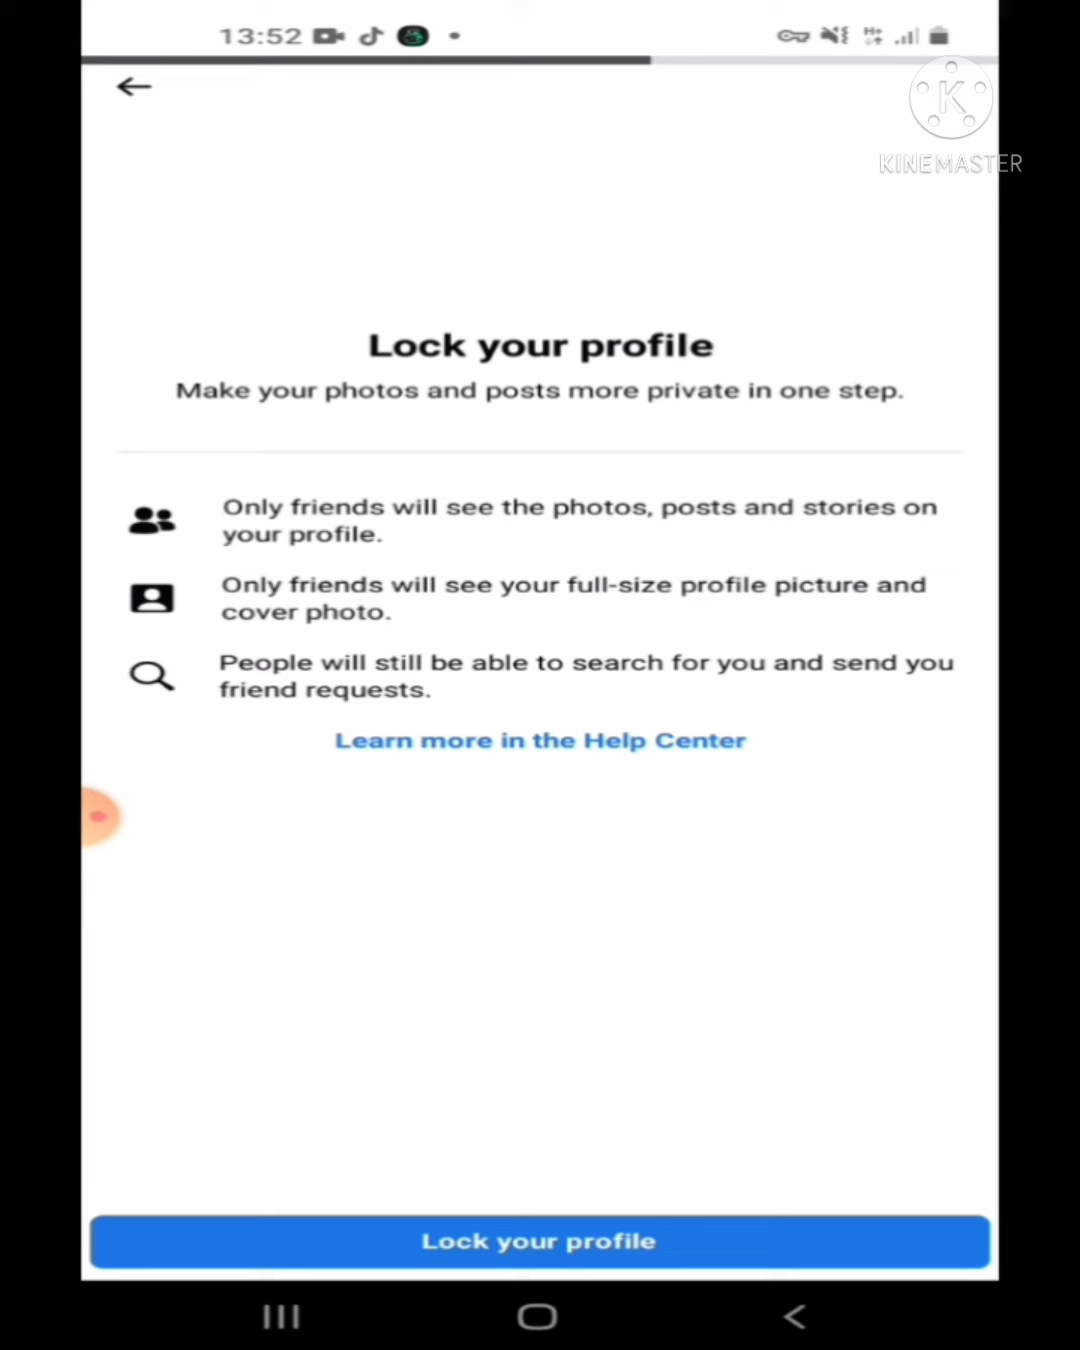 13:52
KINEMASTER
Lock your profile
Make your photos and posts more private in one step.
Only friends will see the photos, posts and stories on
your profile.
Only friends will see your full-size profile picture and
cover photo.
People will still be able to search for you and send you
friend requests.
Learn more in the Help Center
Lock your profile